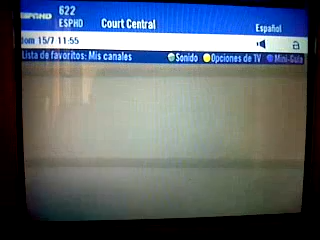 622
ESPHD Court Central
Español
dom 15/7 11:55
Lista de favoritos: Mis canales Sonido Opciones de TV Mini-Guía